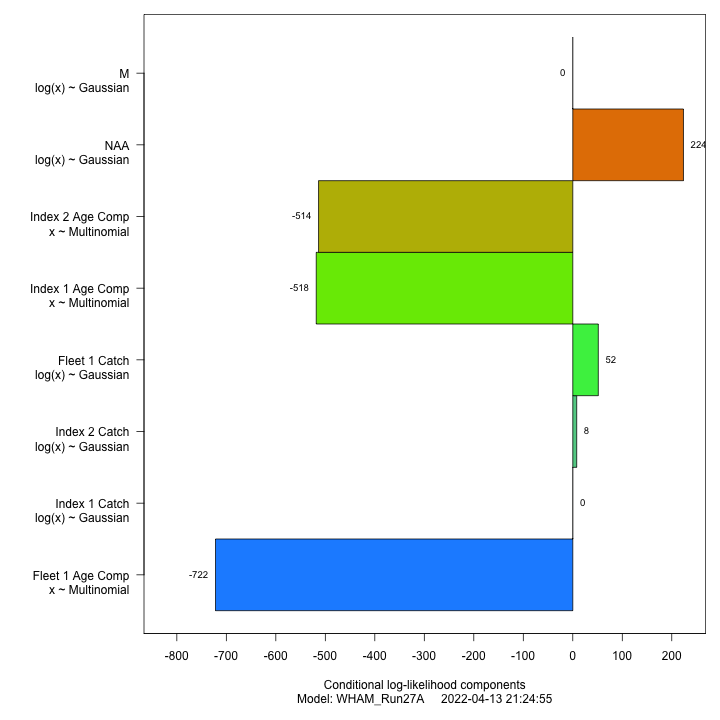 M
log(x) ~ Gaussian
0
NAA
log(x) ~ Gaussian
224
Index 2 Age Comp
x ~ Multinomial
-514
Index 1 Age Comp
x ~ Multinomial
-518
Fleet 1 Catch
log(x) ~ Gaussian
52
Index 2 Catch
log(x) ~ Gaussian
8
Index 1 Catch
log(x) ~ Gaussian
0
Fleet 1 Age Comp
x ~ Multinomial
-722
-800 -700 -600 -500 -400 -300 -200 -100 0 100 200
Conditional log-likelihood components
Model: WHAM_Run27A 2022-04-13 21:24:55